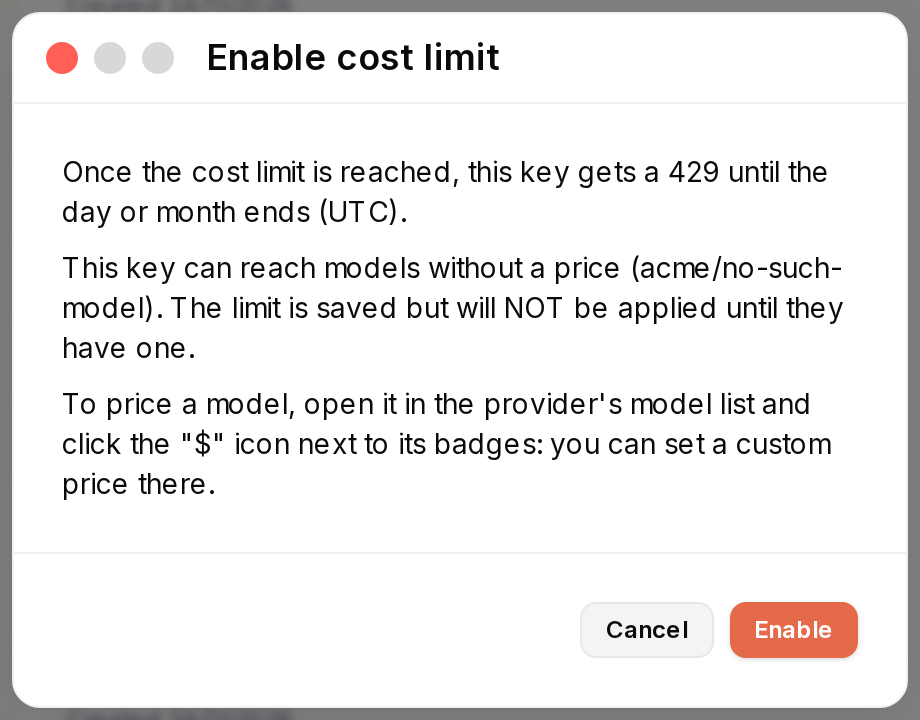 Enable cost limit
Once the cost limit is reached, this key gets a 429 until the
day or month ends (UTC).
This key can reach models without a price (acme/no-such-
model). The limit is saved but will NOT be applied until they
have one.
To price a model, open it in the provider's model list and
click the "$" icon next to its badges: you can set a custom
price there.
Cancel
Enable